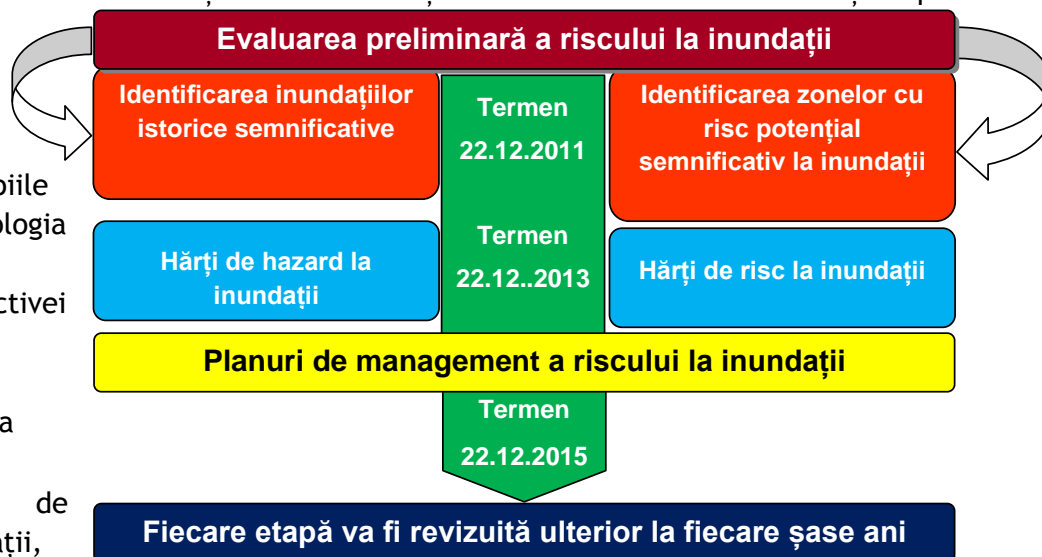 Evaluarea preliminară a riscului la inundații
Identificarea inundațiilor
istorice semnificative
Termen
22.12.2011
Identificarea zonelor cu
risc potențial
semnificativ la inundații
Hărți de hazard la
inundații
Termen
22.12..2013
Hărți de risc la inundații
Planuri de management a riscului la inundații
Termen
22.12.2015
Fiecare etapă va fi revizuită ulterior la fiecare șase ani
de